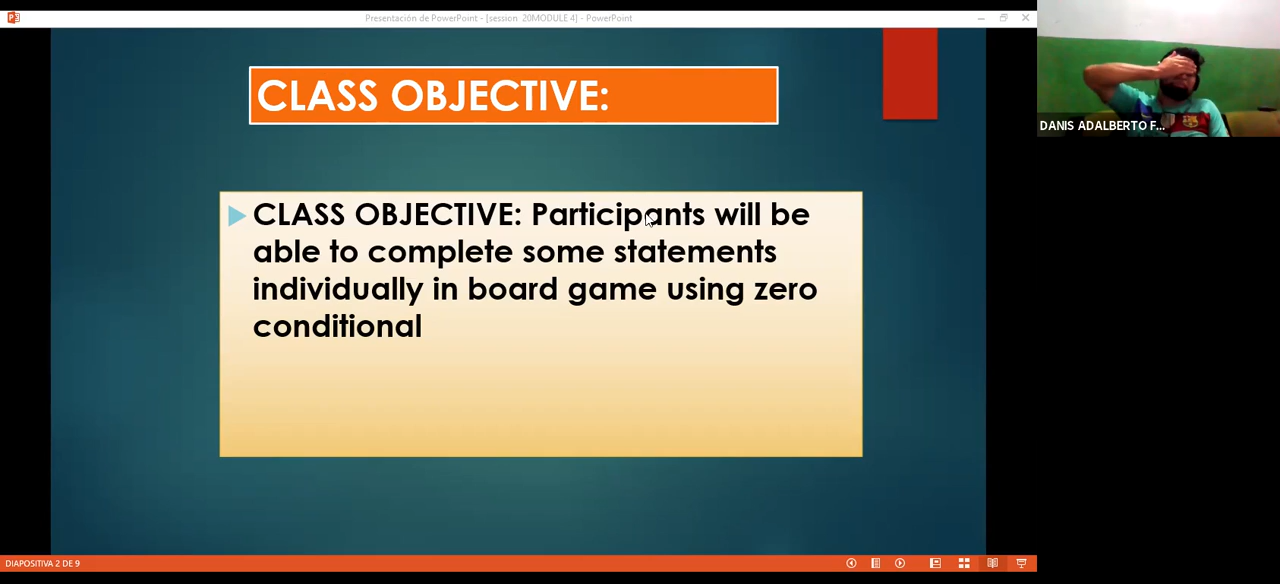 Presentación de PowerPoint - [session  20MODULE 4] - PowerPoint
CLASS OBJECTIVE:
CLASS OBJECTIVE: Participants will be
able to complete some statements
individually in board game using zero
conditional
DANIS ADALBERTO F...
DIAPOSITIVA 2 DE 9